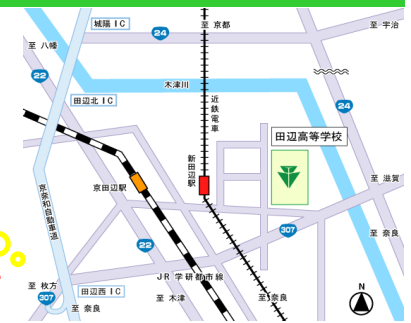 城陽IC
24
至 京都
至 宇治
至 八幡
22
木津川
田辺北IC
近鉄電車
24
田辺高等学校
新田辺駅
京田辺駅
至 滋賀
京奈和自動車道
307
至 奈良
22
JR 学研都市線
至 枚方
307
田辺西IC
至 木津
至 奈良
至 奈良
N